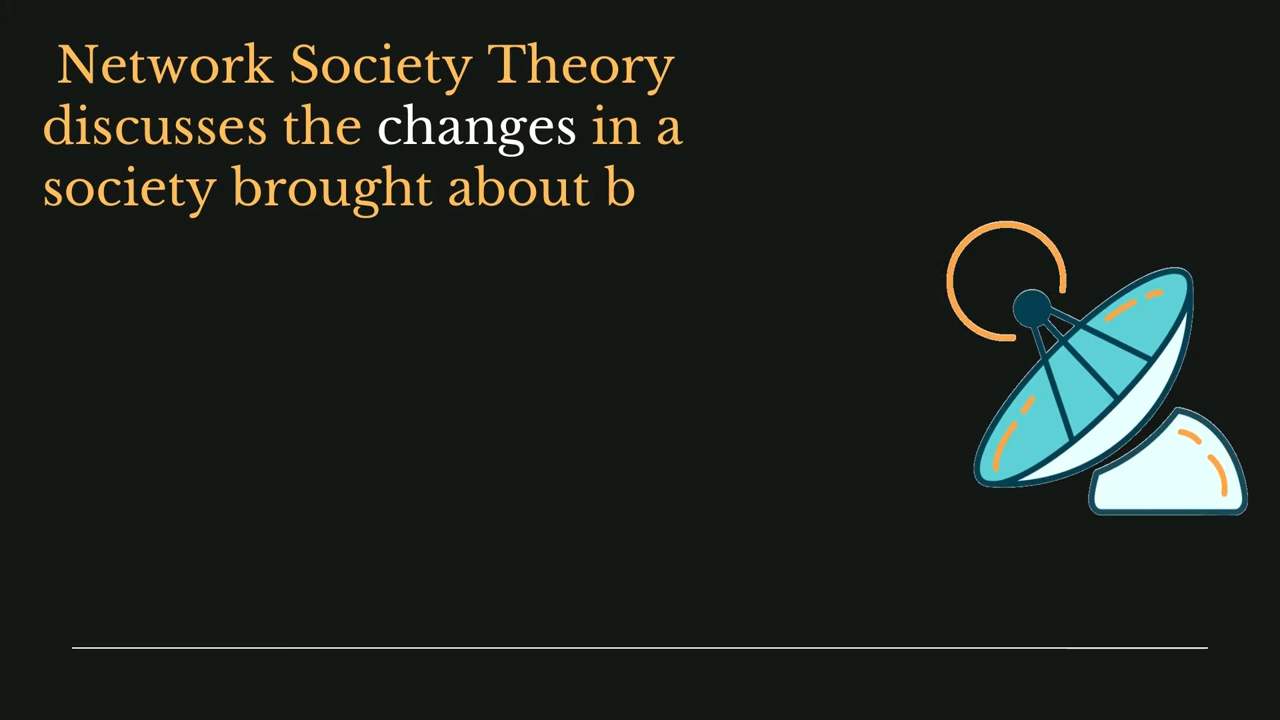 Network Society Theory
discusses the changes in a
society brought about b